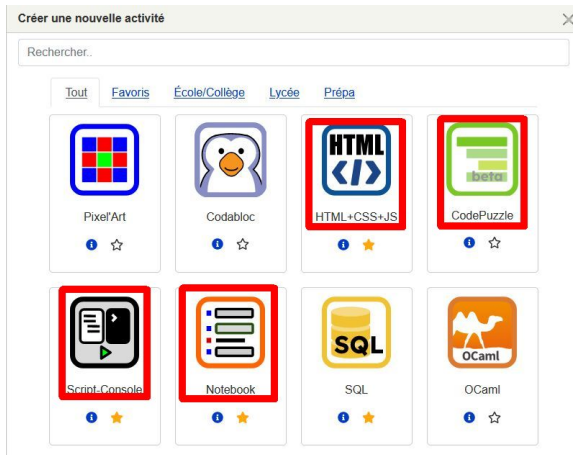 Créer une nouvelle activité
Rechercher..
Tout Favoris École/Collège Lycée Prépa
HTML
</>
beta
Pixel'Art Codabloc HTML+CSS+JS CodePuzzle
SQL
OCaml
Script-Console Notebook SQL OCaml